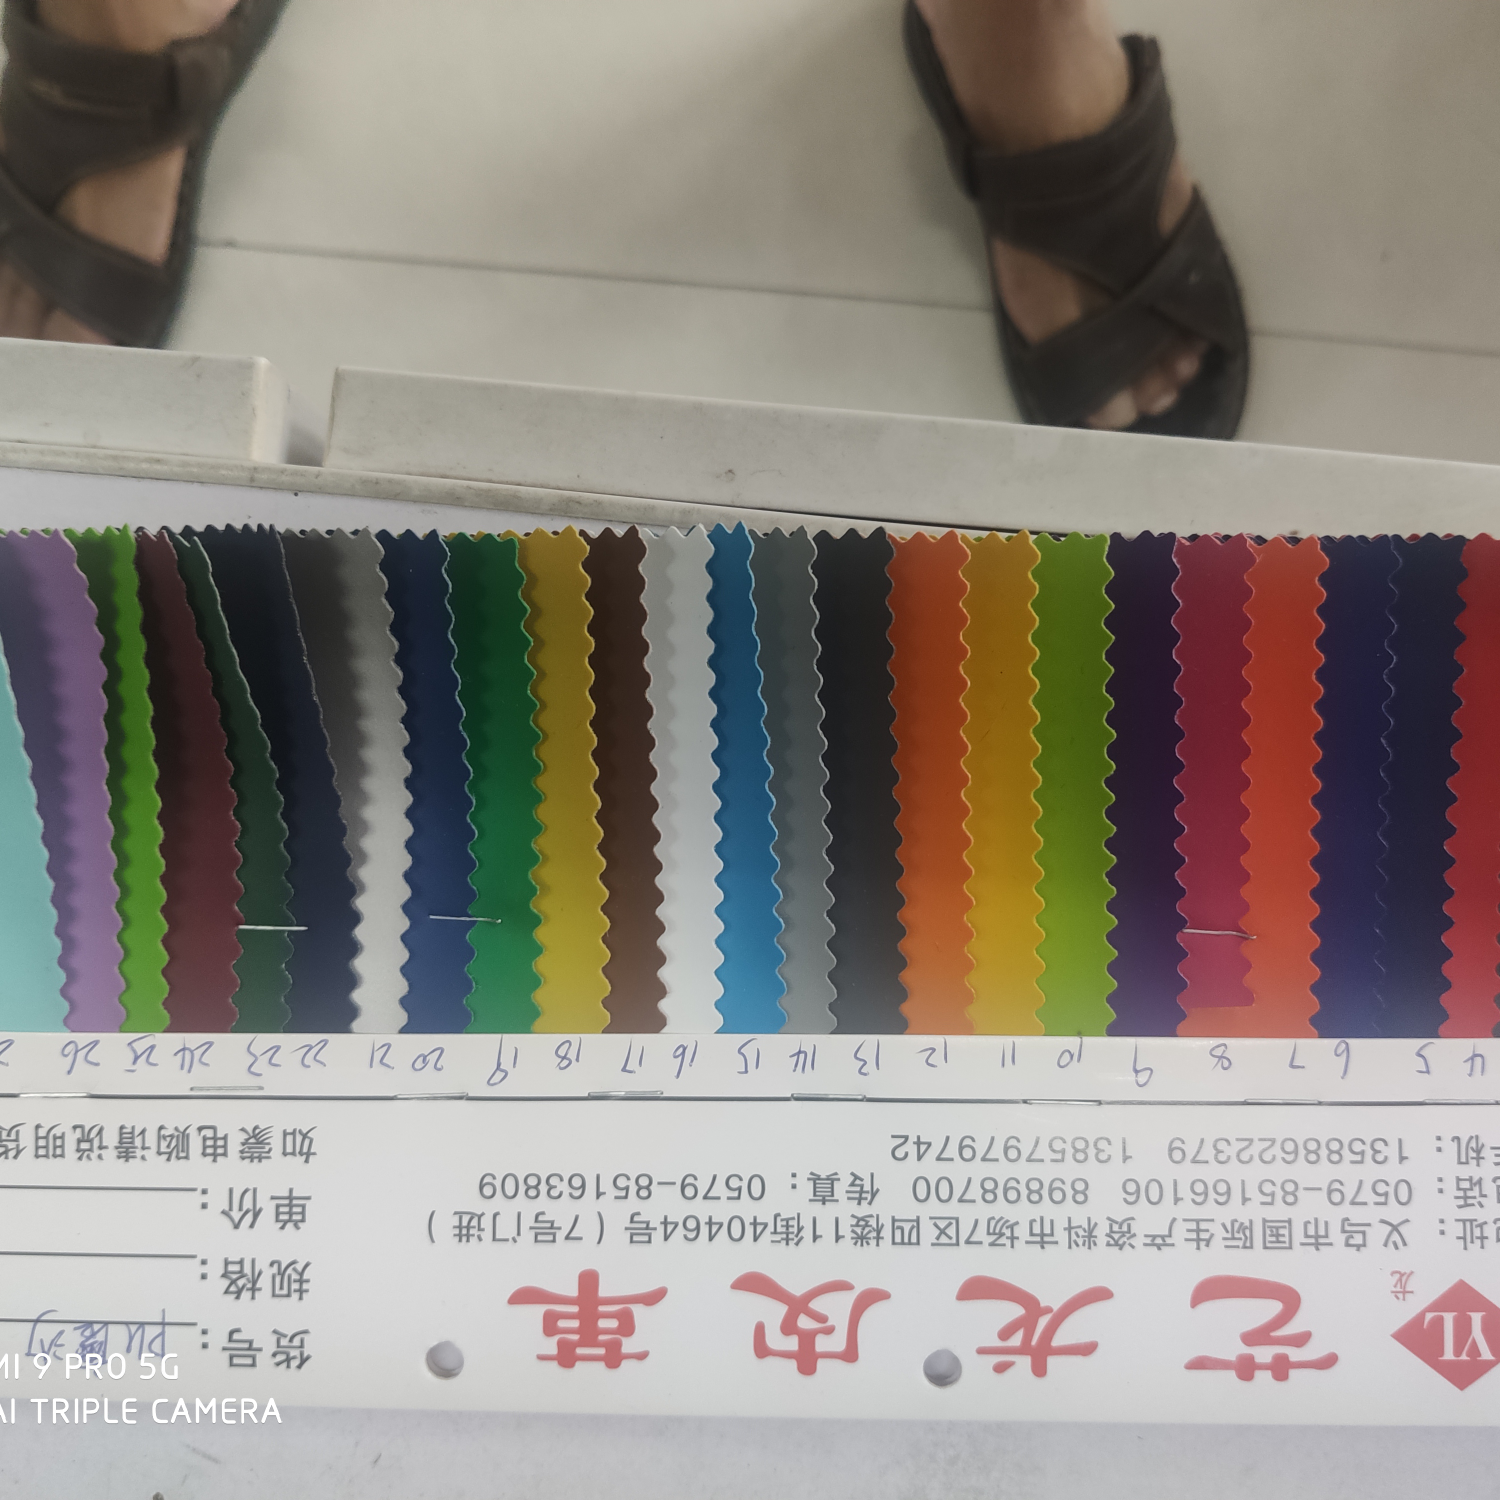 YL
龙
艺龙皮革
址：义乌市国际生产资料市场7区四楼11街40464号（7号门进）
话：0579-85166106 89898700 传真：0579-85163809
机：13588622379 13857979742
货号：PU
规格：
单价：
如蒙电购请说明货
4 5 6 7 8 9 10 11 12 13 14 15 16 17 18 19 20 21 22 23 24 25 26
MI 9 PRO 5G
AI TRIPLE CAMERA